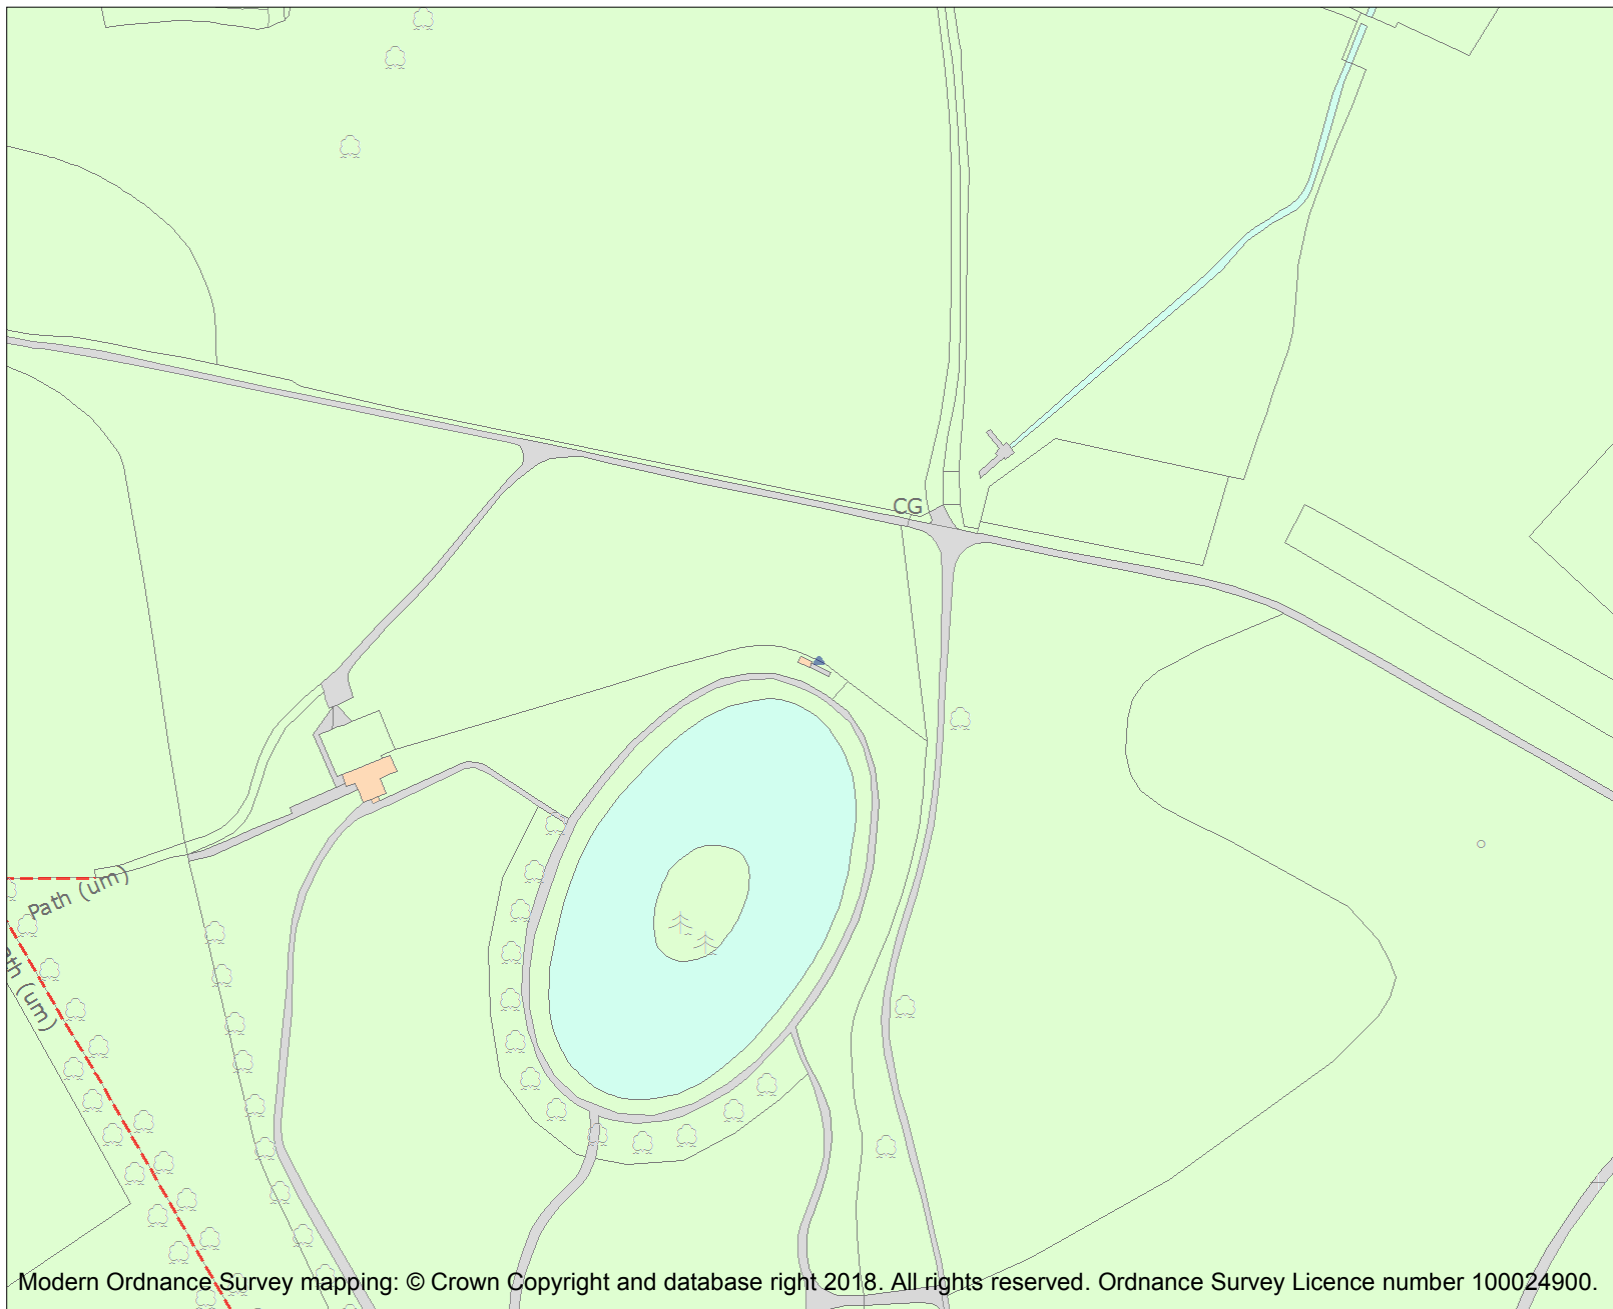 CG
Path (um)
(um)
Modern Ordnance Survey mapping: © Crown Copyright and database right 2018. All rights reserved. Ordnance Survey Licence number 100024900.